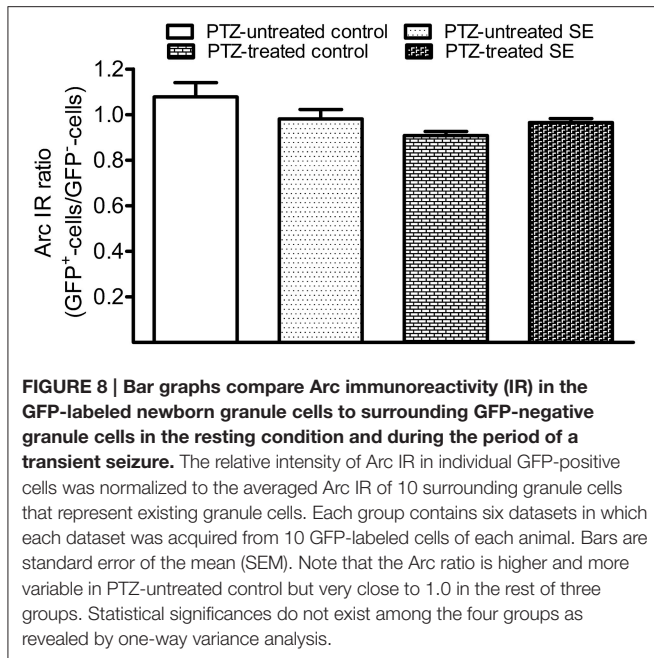 PTZ-untreated control PTZ-untreated SE
PTZ-treated control PTZ-treated SE
1.2
1.0
0.8
0.6
0.4
0.2
Arc IR ratio
(GFP⁺-cells/GFP⁻-cells)
FIGURE 8 | Bar graphs compare Arc immunoreactivity (IR) in the
GFP-labeled newborn granule cells to surrounding GFP-negative
granule cells in the resting condition and during the period of a
transient seizure. The relative intensity of Arc IR in individual GFP-positive
cells was normalized to the averaged Arc IR of 10 surrounding granule cells
that represent existing granule cells. Each group contains six datasets in which
each dataset was acquired from 10 GFP-labeled cells of each animal. Bars are
standard error of the mean (SEM). Note that the Arc ratio is higher and more
variable in PTZ-untreated control but very close to 1.0 in the rest of three
groups. Statistical significances do not exist among the four groups as
revealed by one-way variance analysis.